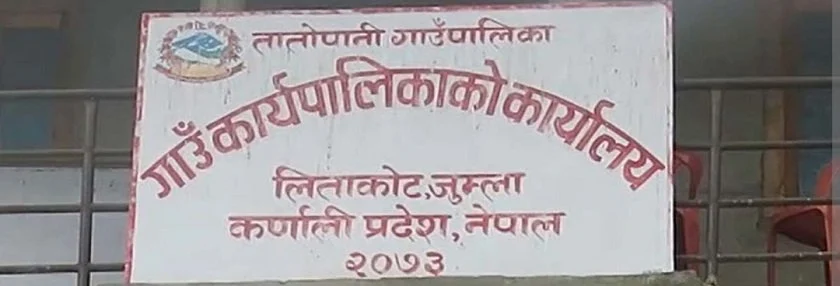 तातोपानी गाउँपालिका
गाउँ कार्यपालिकाको कार्यालय
लिताकोट,जुम्ला
कर्णाली प्रदेश, नेपाल
२०७३